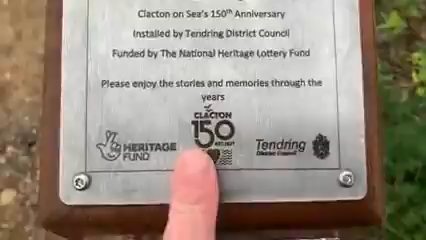 Clacton on Sea's 150th Anniversary
Installed by Tendring District Council
Funded by The National Heritage Lottery Fund
Please enjoy the stories and memories through the
years
CLACTON
150
HERITAGE
FUND
Tendring
District Council